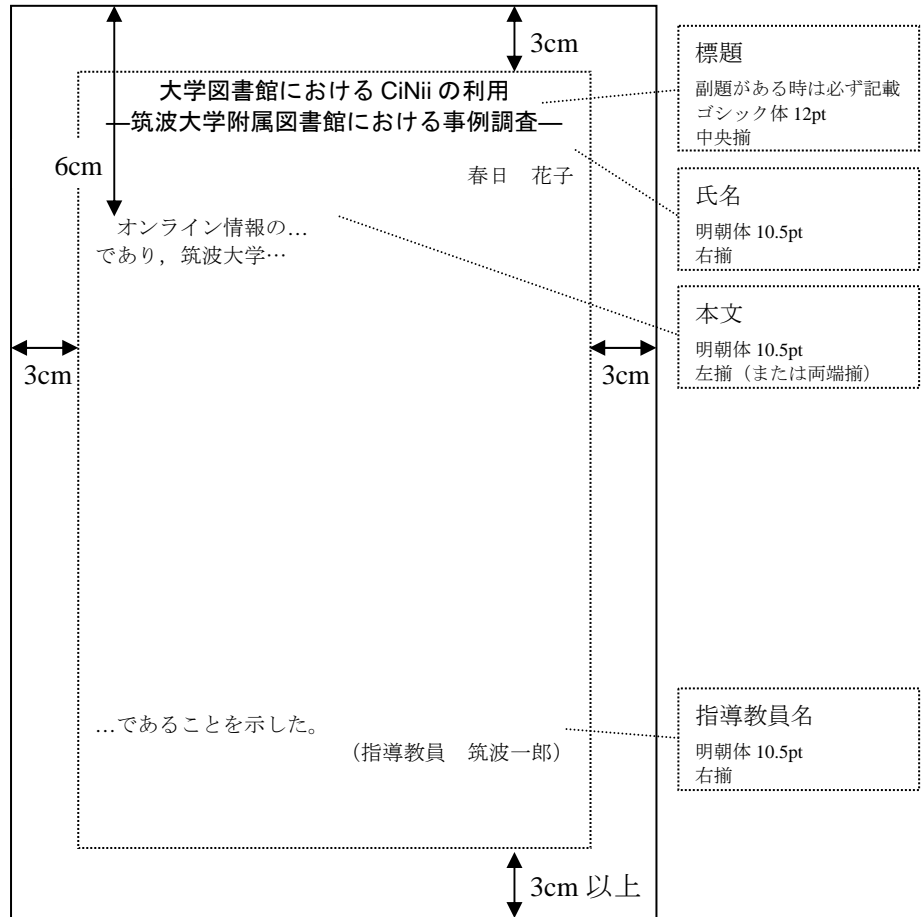 3cm
大学図書館における CiNii の利用
―筑波大学附属図書館における事例調査―
6cm
春日　花子
オンライン情報の…
であり，筑波大学…
3cm
3cm
…であることを示した。
（指導教員　筑波一郎）
3cm 以上
標題
副題がある時は必ず記載
ゴシック体 12pt
中央揃
氏名
明朝体 10.5pt
右揃
本文
明朝体 10.5pt
左揃（または両端揃）
指導教員名
明朝体 10.5pt
右揃